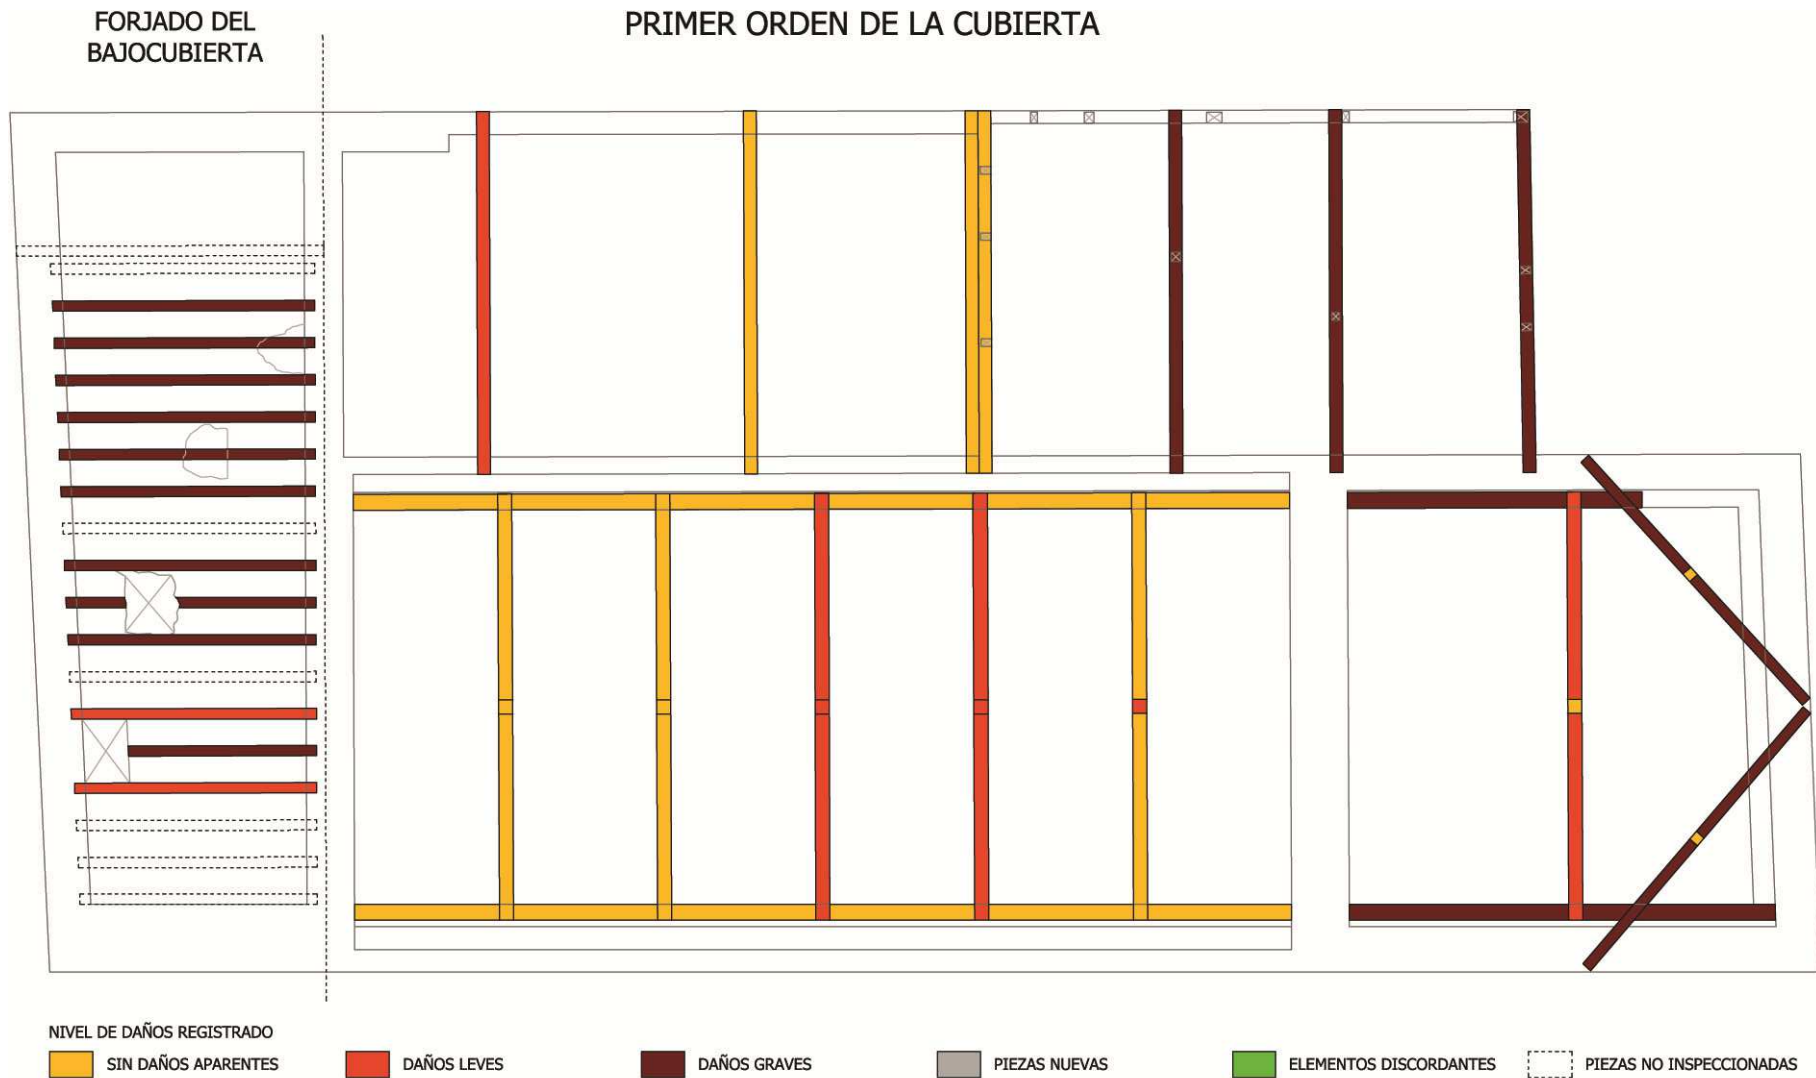 FORJADO DEL
BAJOCUBIERTA
PRIMER ORDEN DE LA CUBIERTA
NIVEL DE DAÑOS REGISTRADO
SIN DAÑOS APARENTES
DAÑOS LEVES
DAÑOS GRAVES
PIEZAS NUEVAS
ELEMENTOS DISCORDANTES
PIEZAS NO INSPECCIONADAS